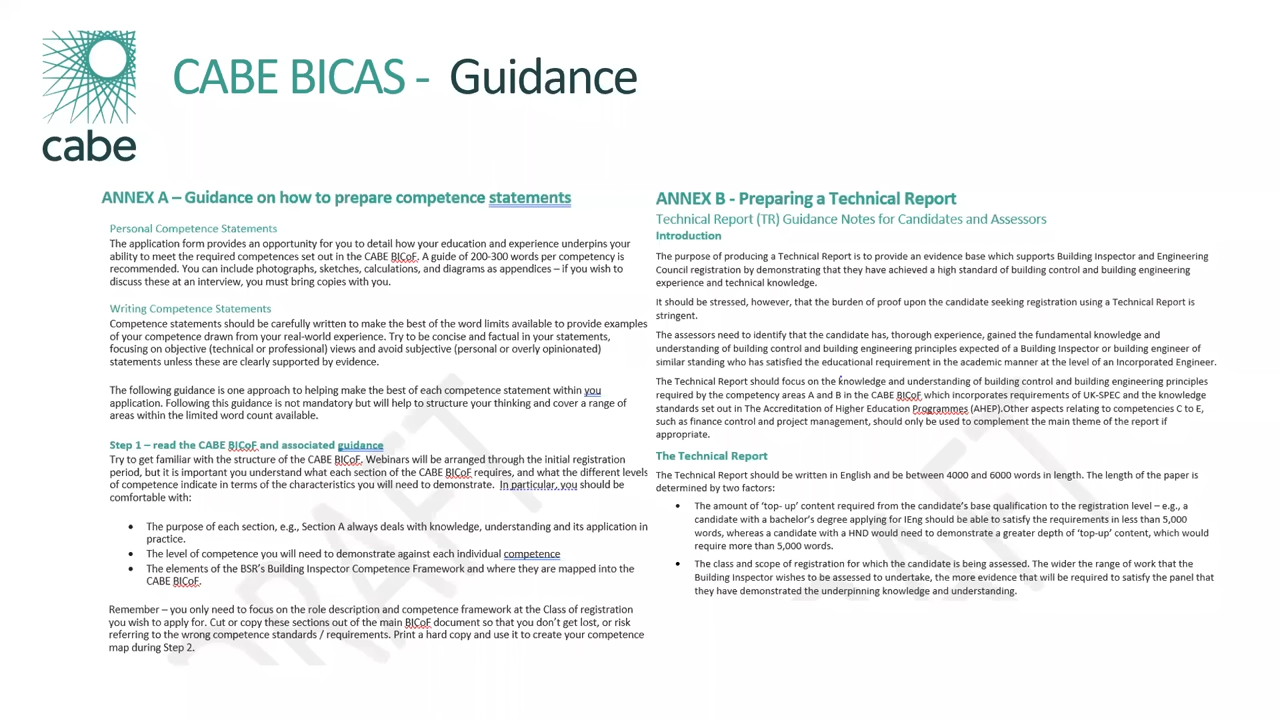 cabe
CABE BICAS - Guidance
ANNEX A – Guidance on how to prepare competence statements
Personal Competence Statements
The application form provides an opportunity for you to detail how your education and experience underpins your
ability to meet the required competences set out in the CABE BICoF. A guide of 200-300 words per competency is
recommended. You can include photographs, sketches, calculations, and diagrams as appendices – if you wish to
discuss these at an interview, you must bring copies with you.
Writing Competence Statements
Competence statements should be carefully written to make the best of the word limits available to provide examples
of your competence drawn from your real-world experience. Try to be concise and factual in your statements,
focusing on objective (technical or professional) views and avoid subjective (personal or overly opinionated)
statements unless these are clearly supported by evidence.
The following guidance is one approach to helping make the best of each competence statement within you
application. Following this guidance is not mandatory but will help to structure your thinking and cover a range of
areas within the limited word count available.
Step 1 – read the CABE BICoF and associated guidance
Try to get familiar with the structure of the CABE BICoF. Webinars will be arranged through the initial registration
period, but it is important you understand what each section of the CABE BICoF requires, and what the different levels
of competence indicate in terms of the characteristics you will need to demonstrate. In particular, you should be
comfortable with:
• The purpose of each section, e.g., Section A always deals with knowledge, understanding and its application in
practice.
• The level of competence you will need to demonstrate against each individual competence
• The elements of the BSR's Building Inspector Competence Framework and where they are mapped into the
CABE BICoF.
Remember – you only need to focus on the role description and competence framework at the Class of registration
you wish to apply for. Cut or copy these sections out of the main BICoF document so that you don't get lost, or risk
referring to the wrong competence standards / requirements. Print a hard copy and use it to create your competence
map during Step 2.
ANNEX B - Preparing a Technical Report
Technical Report (TR) Guidance Notes for Candidates and Assessors
Introduction
The purpose of producing a Technical Report is to provide an evidence base which supports Building Inspector and Engineering
Council registration by demonstrating that they have achieved a high standard of building control and building engineering
experience and technical knowledge.
It should be stressed, however, that the burden of proof upon the candidate seeking registration using a Technical Report is
stringent.
The assessors need to identify that the candidate has, thorough experience, gained the fundamental knowledge and
understanding of building control and building engineering principles expected of a Building Inspector or building engineer of
similar standing who has satisfied the educational requirement in the academic manner at the level of an Incorporated Engineer.
The Technical Report should focus on the knowledge and understanding of building control and building engineering principles
required by the competency areas A and B in the CABE BICoF which incorporates requirements of UK-SPEC and the knowledge
standards set out in The Accreditation of Higher Education Programmes (AHEP).Other aspects relating to competencies C to E,
such as finance control and project management, should only be used to complement the main theme of the report if
appropriate.
The Technical Report
The Technical Report should be written in English and be between 4000 and 6000 words in length. The length of the paper is
determined by two factors:
• The amount of 'top- up' content required from the candidate's base qualification to the registration level – e.g., a
candidate with a bachelor's degree applying for IEng should be able to satisfy the requirements in less than 5,000
words, whereas a candidate with a HND would need to demonstrate a greater depth of 'top-up' content, which would
require more than 5,000 words.
• The class and scope of registration for which the candidate is being assessed. The wider the range of work that the
Building Inspector wishes to be assessed to undertake, the more evidence that will be required to satisfy the panel that
they have demonstrated the underpinning knowledge and understanding.
DRAFT